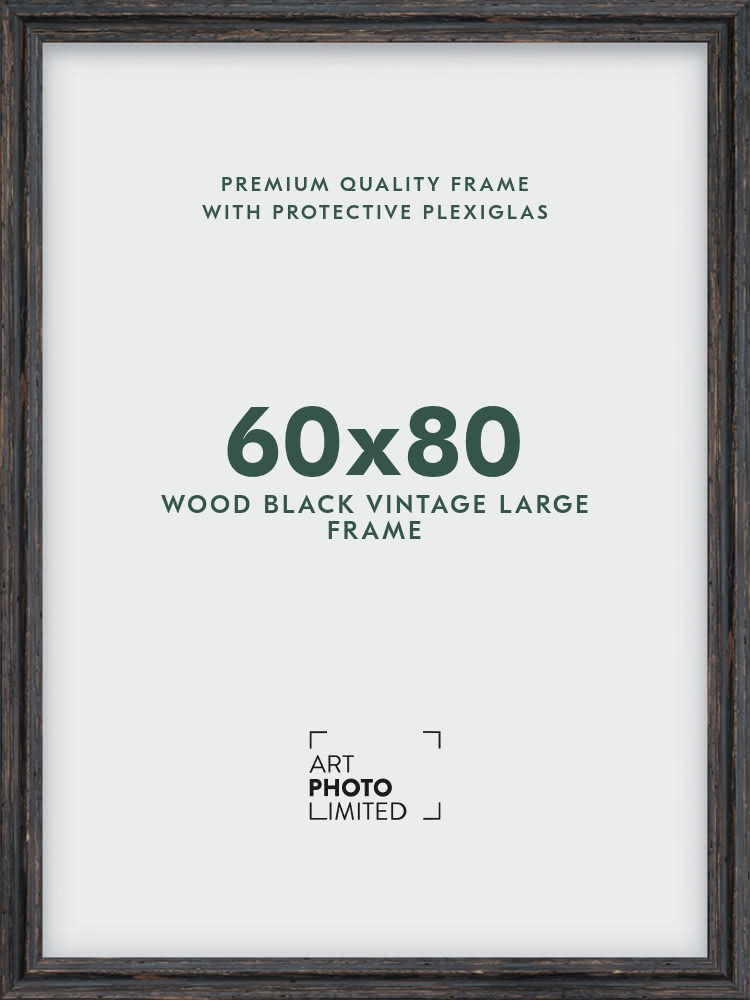 PREMIUM QUALITY FRAME
WITH PROTECTIVE PLEXIGLAS
60x80
WOOD BLACK VINTAGE LARGE
FRAME
ART
PHOTO
LIMITED